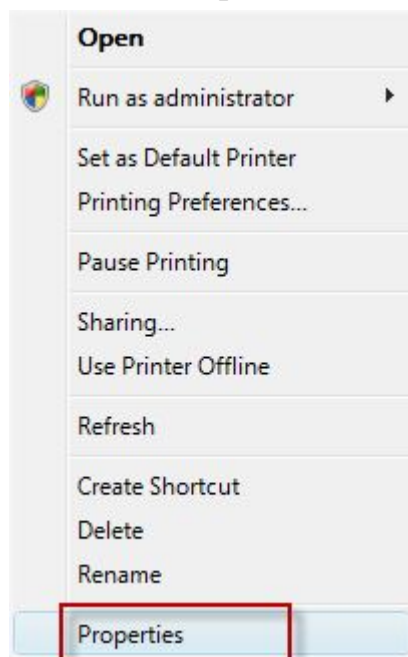 Open
Run as administrator
Set as Default Printer
Printing Preferences...
Pause Printing
Sharing...
Use Printer Offline
Refresh
Create Shortcut
Delete
Rename
Properties